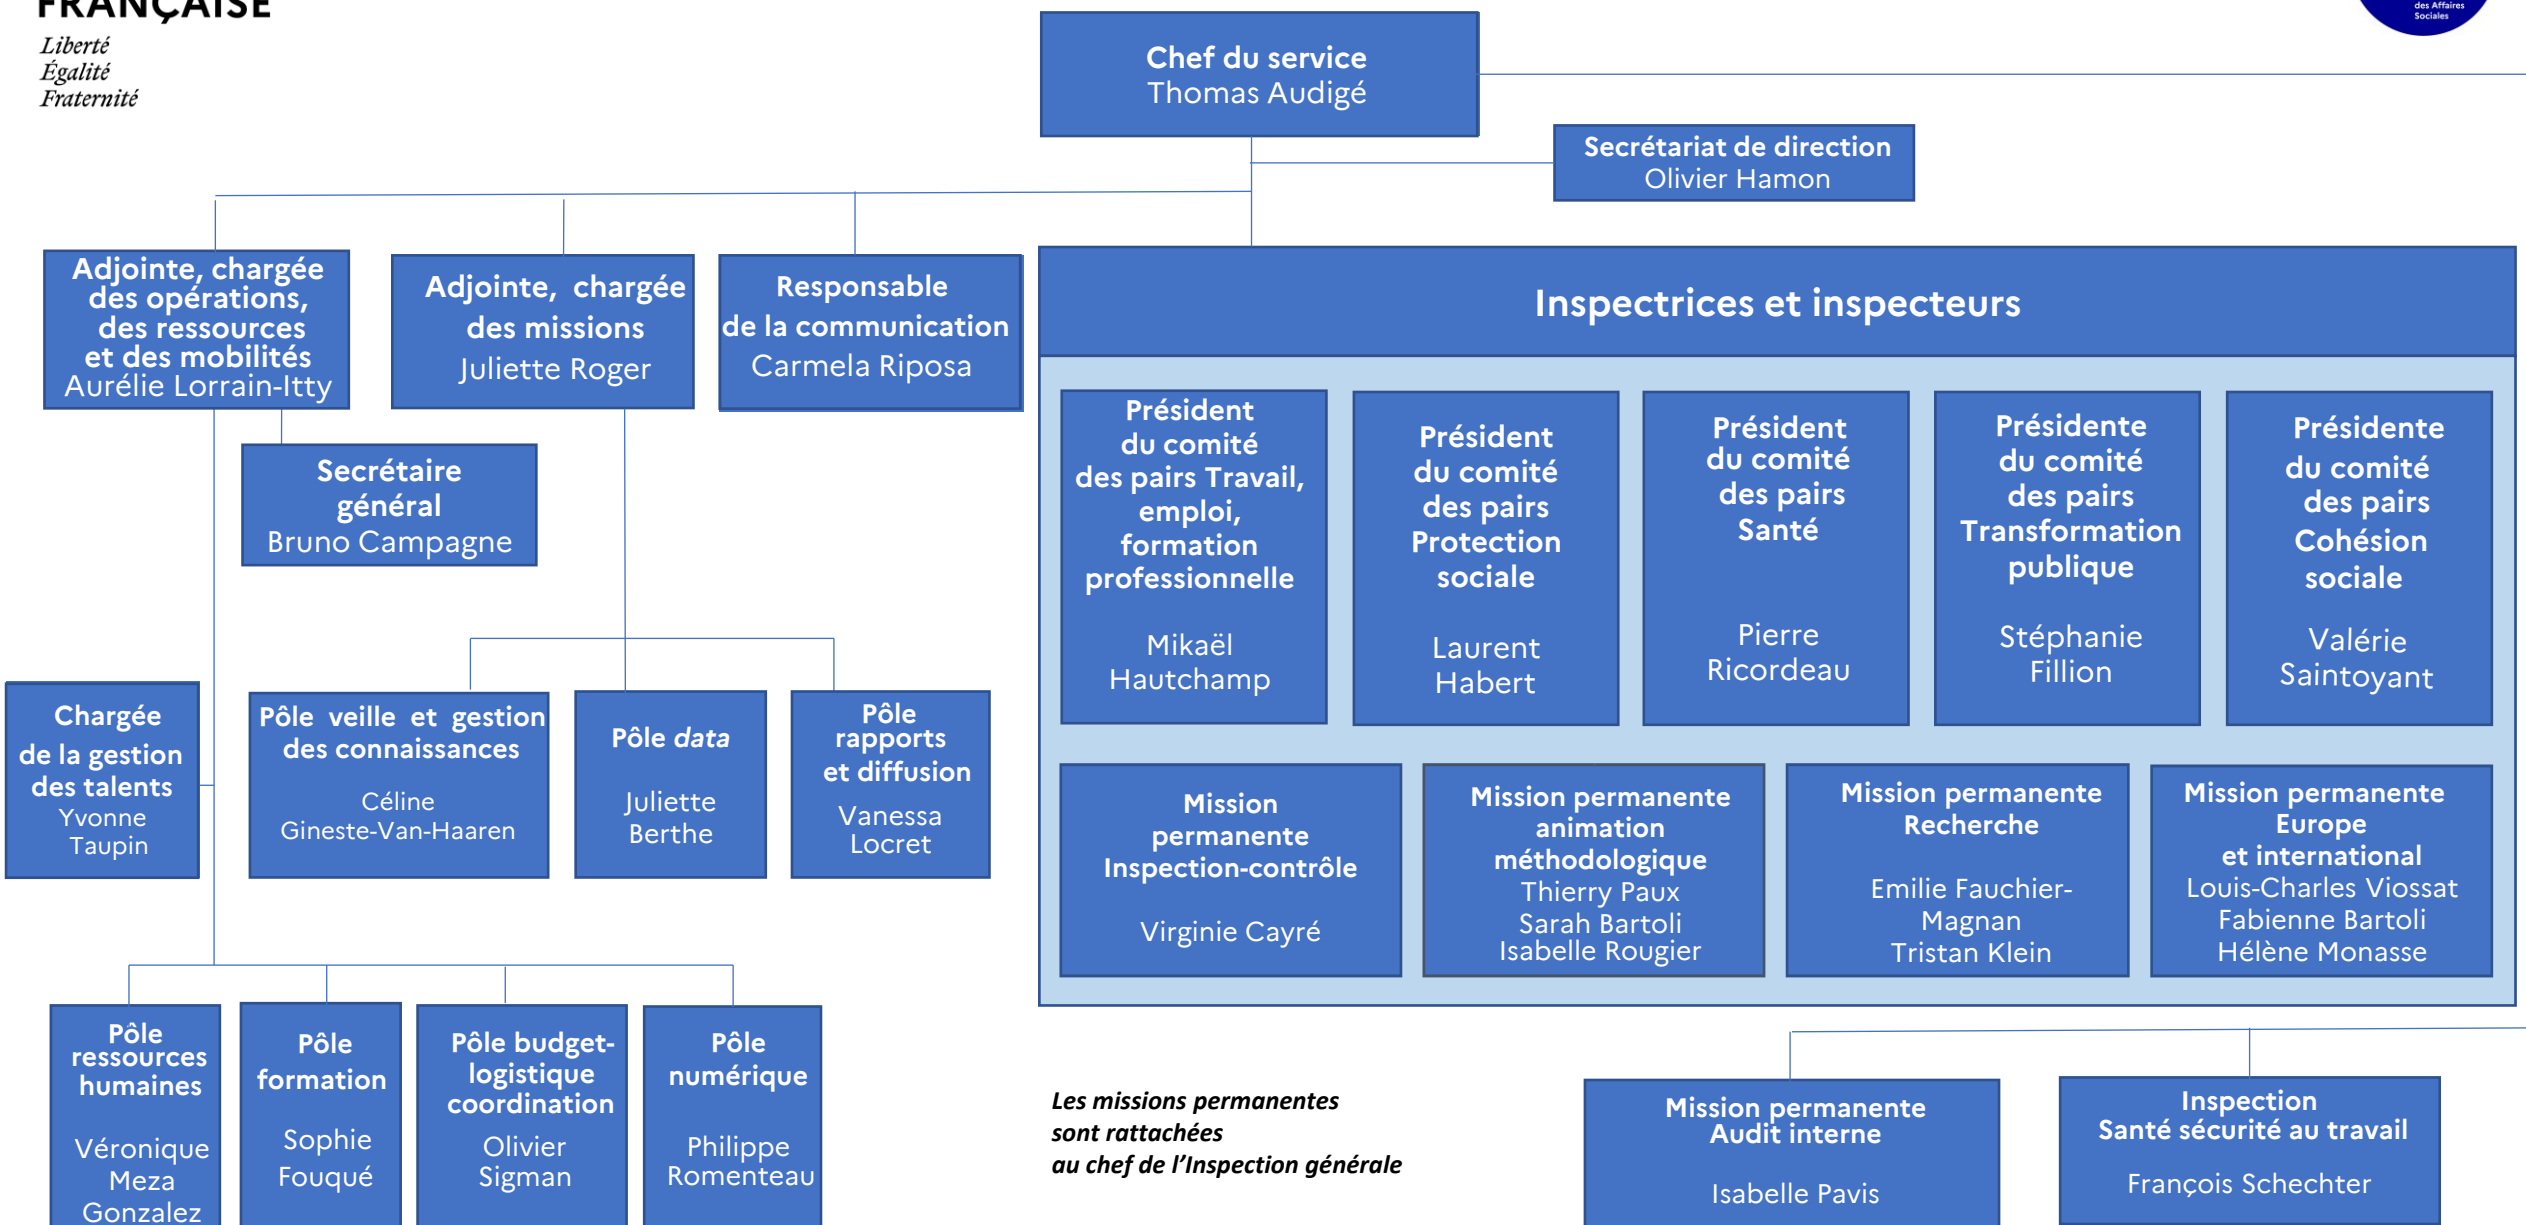 FRANÇAISE
Liberté
Égalité
Fraternité
des Affaires
Sociales
Chef du service
Thomas Audigé
Secrétariat de direction
Olivier Hamon
Adjointe, chargée
des opérations,
des ressources
et des mobilités
Aurélie Lorrain-Itty
Adjointe, chargée
des missions
Juliette Roger
Responsable
de la communication
Carmela Riposa
Secrétaire
général
Bruno Campagne
Chargée
de la gestion
des talents
Yvonne
Taupin
Pôle veille et gestion
des connaissances
Céline
Gineste-Van-Haaren
Pôle data
Juliette
Berthe
Pôle
rapports
et diffusion
Vanessa
Locret
Pôle
ressources
humaines
Véronique
Meza
Gonzalez
Pôle
formation
Sophie
Fouqué
Pôle budget-
logistique
coordination
Olivier
Sigman
Pôle
numérique
Philippe
Romenteau
Inspectrices et inspecteurs
Président
du comité
des pairs Travail,
emploi,
formation
professionnelle
Mikaël
Hautchamp
Président
du comité
des pairs
Protection
sociale
Laurent
Habert
Président
du comité
des pairs
Santé
Pierre
Ricordeau
Présidente
du comité
des pairs
Transformation
publique
Stéphanie
Fillion
Présidente
du comité
des pairs
Cohésion
sociale
Valérie
Saintoyant
Mission
permanente
Inspection-contrôle
Virginie Cayré
Mission permanente
animation
méthodologique
Thierry Paux
Sarah Bartoli
Isabelle Rougier
Mission permanente
Recherche
Emilie Fauchier-
Magnan
Tristan Klein
Mission permanente
Europe
et international
Louis-Charles Viossat
Fabienne Bartoli
Hélène Monasse
Les missions permanentes
sont rattachées
au chef de l'Inspection générale
Mission permanente
Audit interne
Isabelle Pavis
Inspection
Santé sécurité au travail
François Schechter